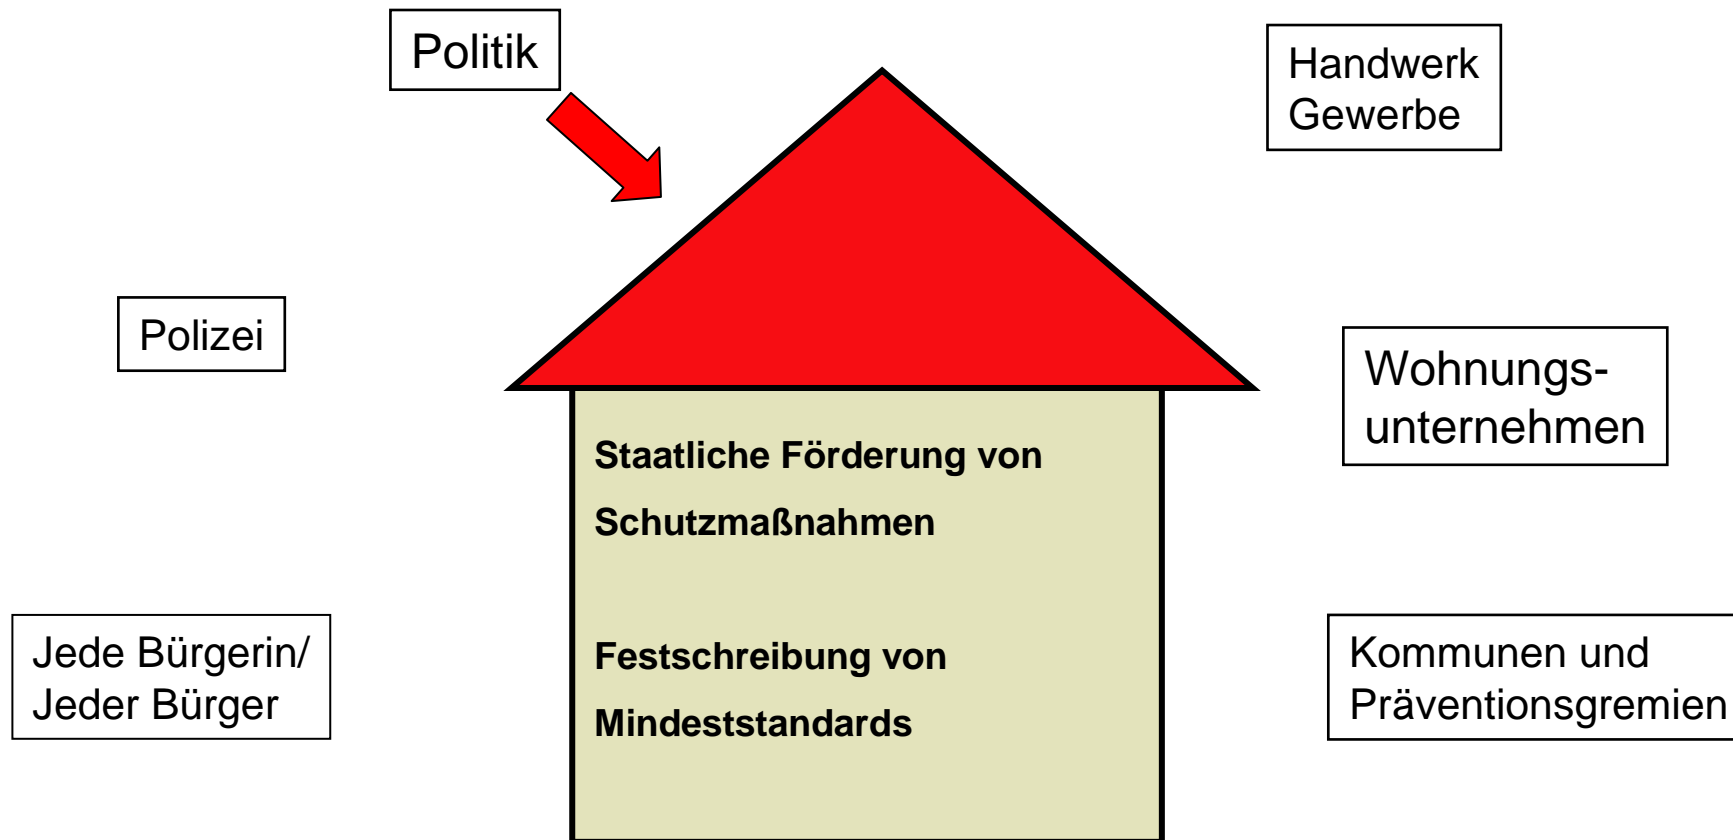 Politik
Handwerk
Gewerbe
Polizei
Wohnungs-
unternehmen
Staatliche Förderung von
Schutzmaßnahmen
Festschreibung von
Mindeststandards
Jede Bürgerin/
Jeder Bürger
Kommunen und
Präventionsgremien